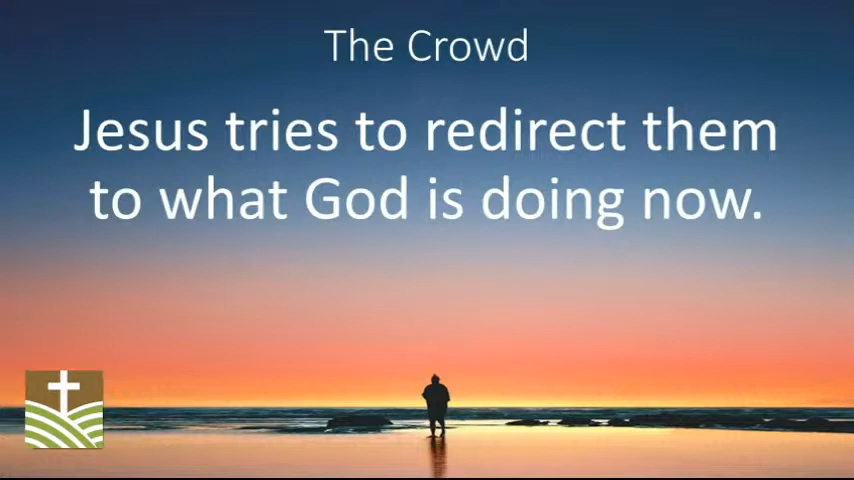 The Crowd
Jesus tries to redirect them
to what God is doing now.